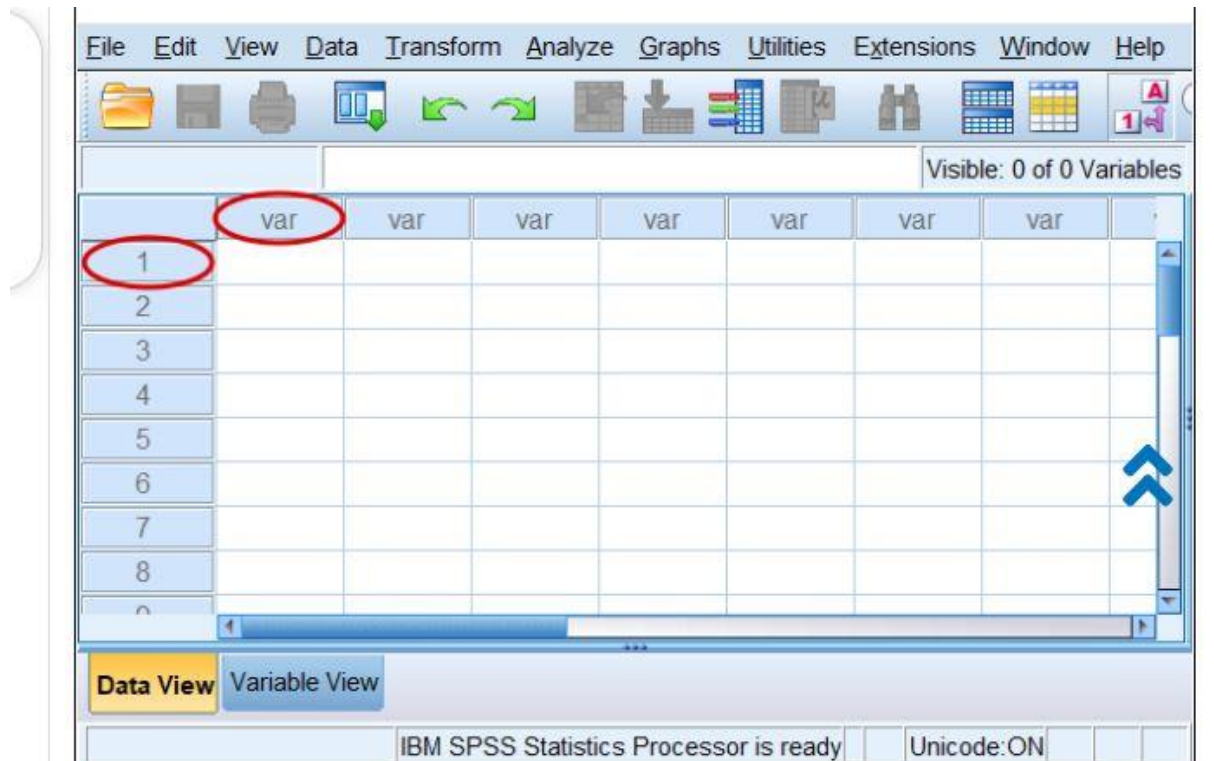 File Edit View Data Transform Analyze Graphs Utilities Extensions Window Help
A
1
μ
Visible: 0 of 0 Variables
var var var var var var var
1
2
3
4
5
6
7
8
Data View Variable View
IBM SPSS Statistics Processor is ready Unicode:ON